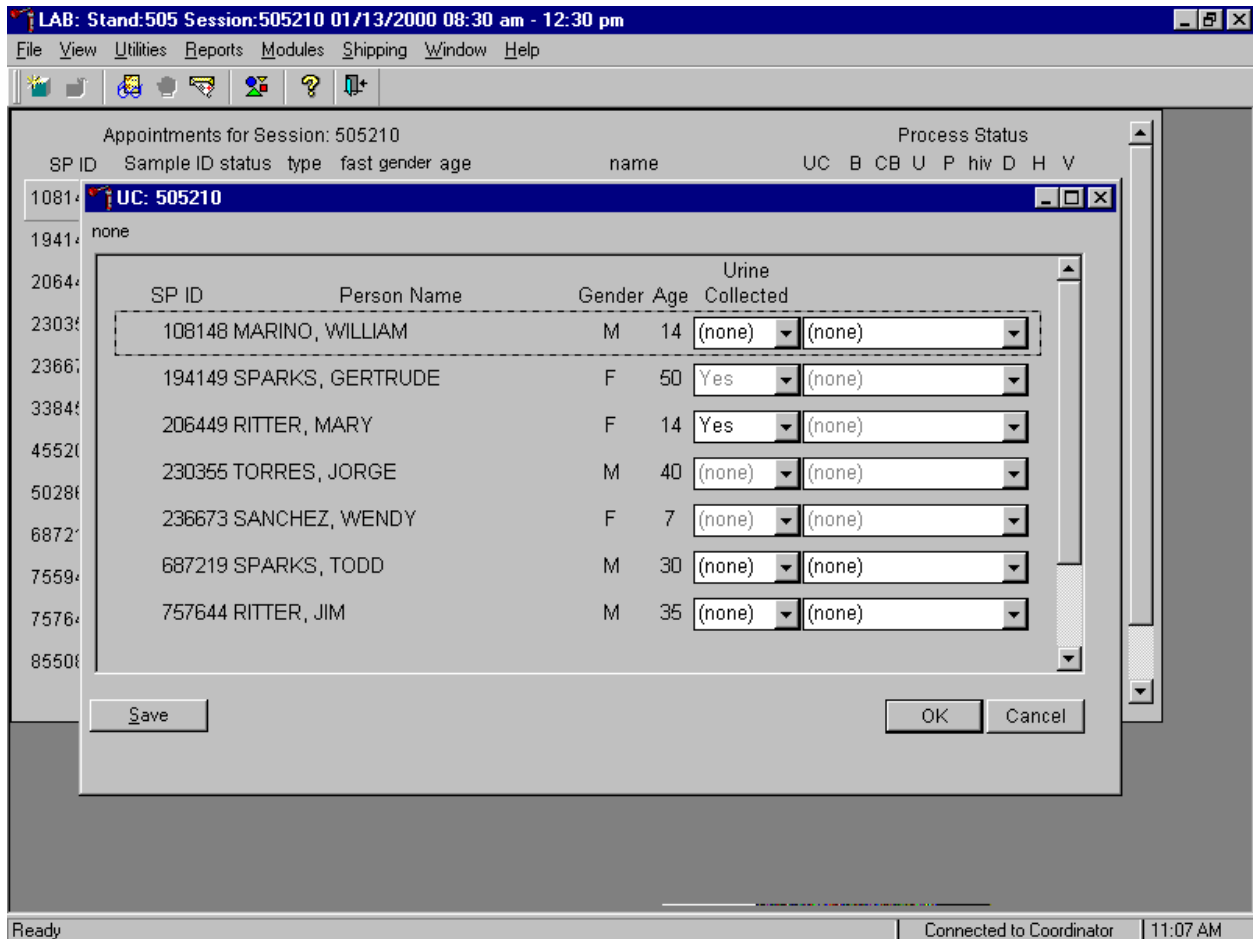 LAB: Stand:505 Session:505210 01/13/2000 08:30 am - 12:30 pm
File View Utilities Reports Modules Shipping Window Help
Appointments for Session: 505210 Process Status
SP ID Sample ID status type fast gender age name UC B CB U P hiv D H V
UC: 505210
none
Urine
SP ID Person Name Gender Age Collected
108148 MARINO, WILLIAM M 14 (none) (none)
194149 SPARKS, GERTRUDE F 50 Yes (none)
206449 RITTER, MARY F 14 Yes (none)
230355 TORRES, JORGE M 40 (none) (none)
236673 SANCHEZ, WENDY F 7 (none) (none)
687219 SPARKS, TODD M 30 (none) (none)
757644 RITTER, JIM M 35 (none) (none)
Save OK Cancel
Ready Connected to Coordinator 11:07 AM